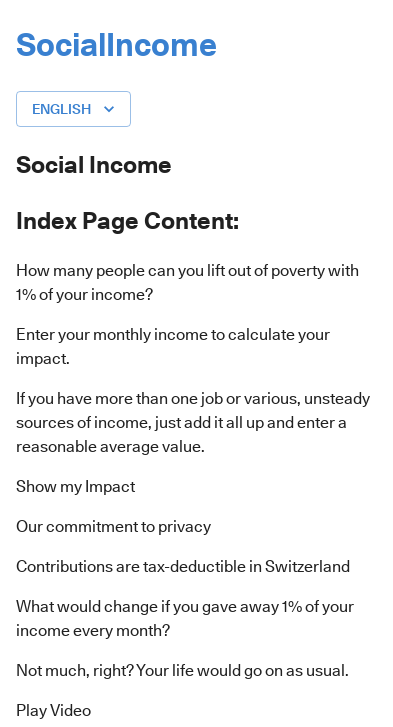 SocialIncome
ENGLISH
Social Income
Index Page Content:
How many people can you lift out of poverty with
1% of your income?
Enter your monthly income to calculate your
impact.
If you have more than one job or various, unsteady
sources of income, just add it all up and enter a
reasonable average value.
Show my Impact
Our commitment to privacy
Contributions are tax-deductible in Switzerland
What would change if you gave away 1% of your
income every month?
Not much, right? Your life would go on as usual.
Play Video